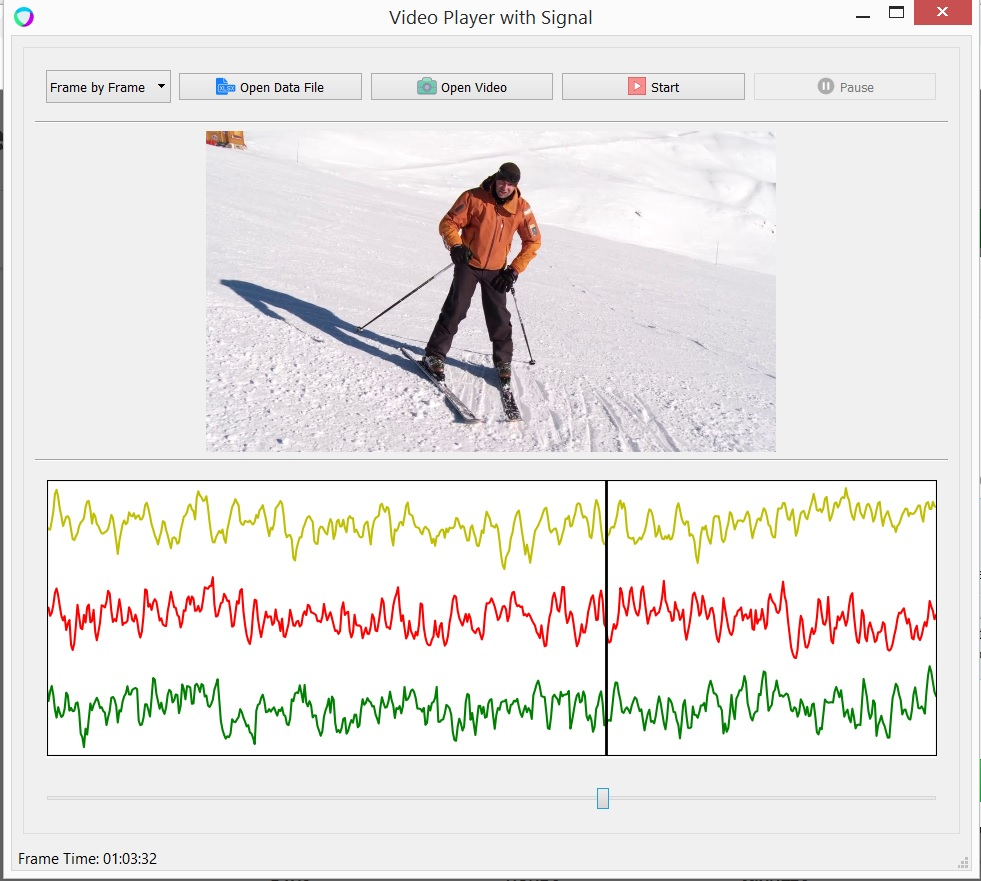 Video Player with Signal
Frame by Frame
XLSX
Open Data File
Open Video
Start
Pause
Frame Time: 01:03:32